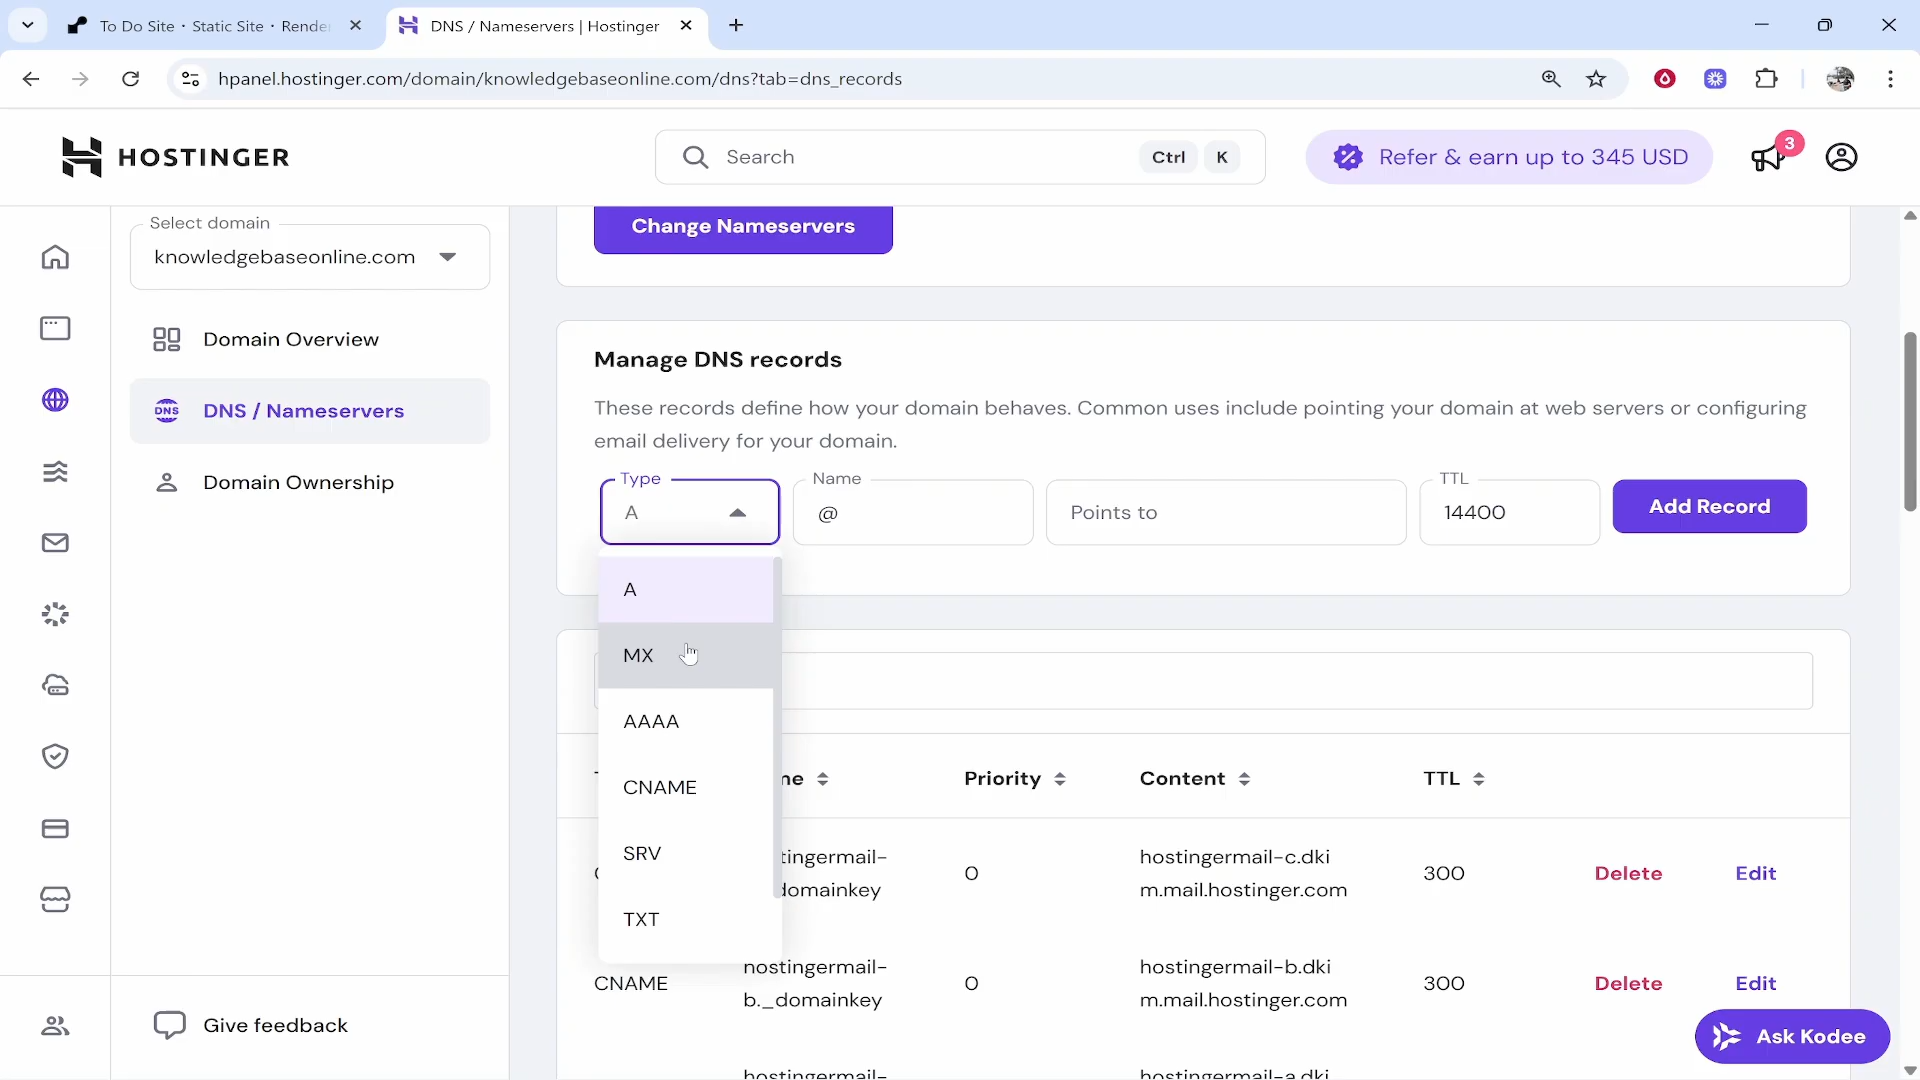 To Do Site · Static Site · Rende
DNS / Nameservers | Hostinger
hpanel.hostinger.com/domain/knowledgebaseonline.com/dns?tab=dns_records
HOSTINGER
Search
Ctrl
K
Refer & earn up to 345 USD
3
Select domain
knowledgebaseonline.com
Domain Overview
DNS
DNS / Nameservers
Domain Ownership
Give feedback
Change Nameservers
Manage DNS records
These records define how your domain behaves. Common uses include pointing your domain at web servers or configuring
email delivery for your domain.
Type
A
Name
@
Points to
TTL
14400
Add Record
A
MX
AAAA
CNAME
SRV
TXT
Priority
Content
TTL
domainkey
0
hostingermail-c.dki
m.mail.hostinger.com
300
Delete
Edit
CNAME
hostingermail-
b._domainkey
0
hostingermail-b.dki
m.mail.hostinger.com
300
Delete
Edit
hostingermail-
hostingermail-a.dki
Ask Kodee